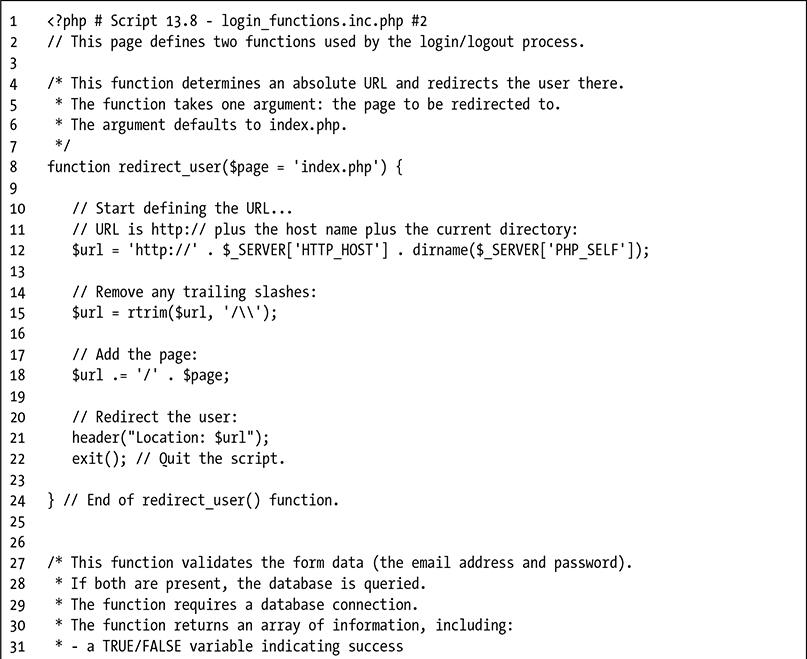 1 <?php # Script 13.8 - login_functions.inc.php #2
2 // This page defines two functions used by the login/logout process.
3
4 /* This function determines an absolute URL and redirects the user there.
5  * The function takes one argument: the page to be redirected to.
6  * The argument defaults to index.php.
7  */
8 function redirect_user($page = 'index.php') {
9
10    // Start defining the URL...
11    // URL is http:// plus the host name plus the current directory:
12    $url = 'http://' . $_SERVER['HTTP_HOST'] . dirname($_SERVER['PHP_SELF']);
13
14    // Remove any trailing slashes:
15    $url = rtrim($url, '/\\');
16
17    // Add the page:
18    $url .= '/' . $page;
19
20    // Redirect the user:
21    header("Location: $url");
22    exit(); // Quit the script.
23
24 } // End of redirect_user() function.
25
26
27 /* This function validates the form data (the email address and password).
28  * If both are present, the database is queried.
29  * The function requires a database connection.
30  * The function returns an array of information, including:
31  * - a TRUE/FALSE variable indicating success